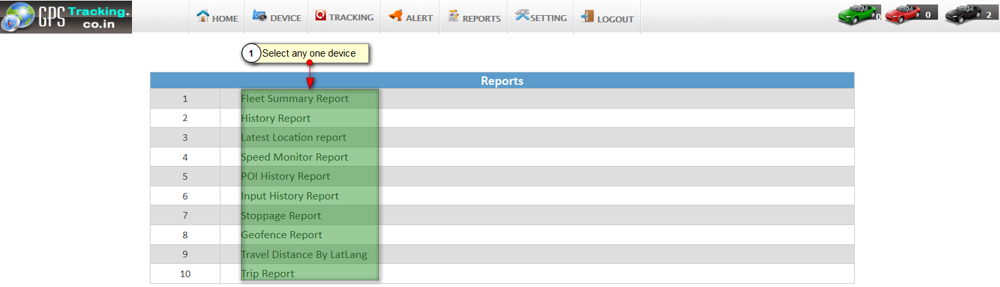 GPS Tracking.
co.in
HOME DEVICE TRACKING ALERT REPORTS SETTING LOGOUT 0 0 2
1 Select any one device
Reports
1 Fleet Summary Report
2 History Report
3 Latest Location report
4 Speed Monitor Report
5 POI History Report
6 Input History Report
7 Stoppage Report
8 Geofence Report
9 Travel Distance By LatLang
10 Trip Report